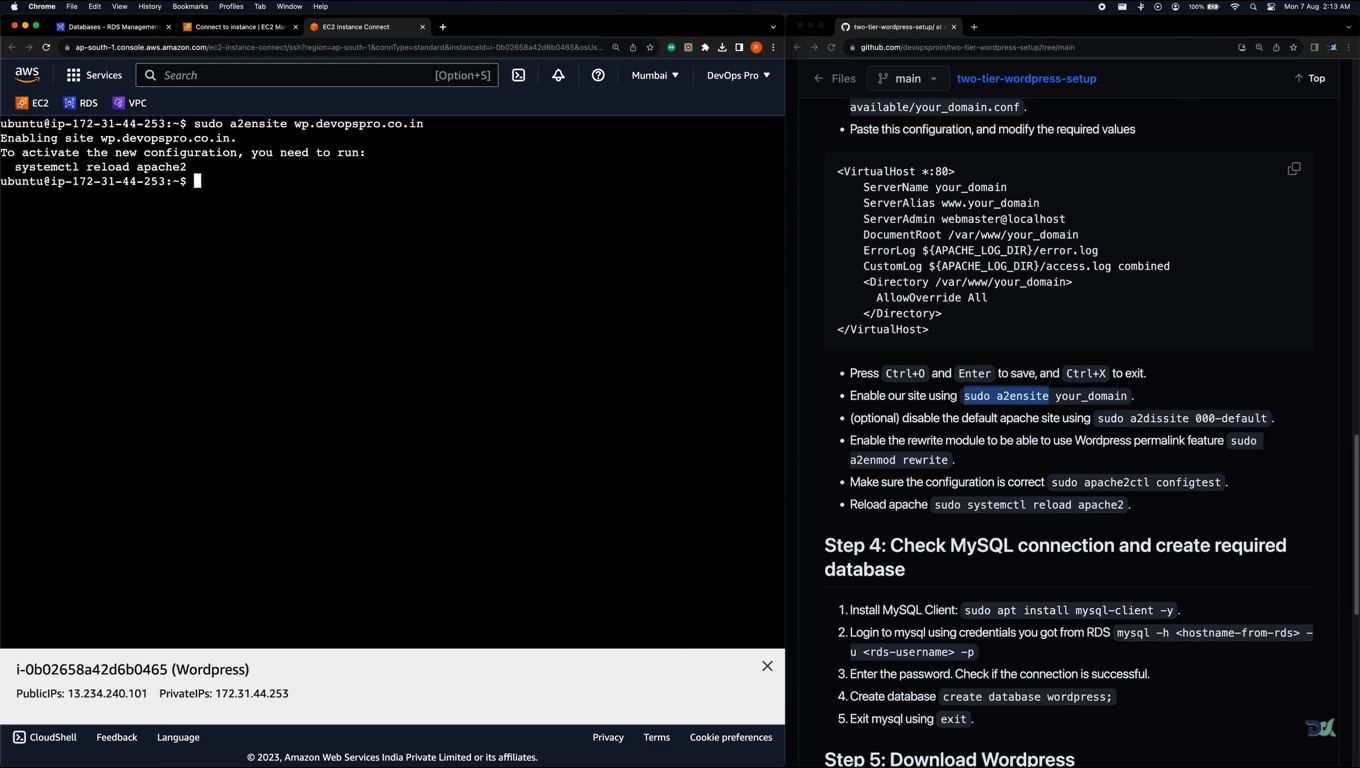 Chrome File Edit View History Bookmarks Profiles Tab Window Help
100% Mon 7 Aug 2:13 AM
Databases - RDS Management
Connect to instance | EC2 Man
EC2 Instance Connect
ap-south-1.console.aws.amazon.com/ec2-instance-connect/ssh?region=ap-south-1&connType=standard&instanceId=i-0b02658a42d6b0465&osUs...
aws Services Search [Option+S] Mumbai DevOps Pro
EC2 RDS VPC
ubuntu@ip-172-31-44-253:~$ sudo a2ensite wp.devopspro.co.in
Enabling site wp.devopspro.co.in.
To activate the new configuration, you need to run:
systemctl reload apache2
ubuntu@ip-172-31-44-253:~$
i-0b02658a42d6b0465 (Wordpress)
PublicIPs: 13.234.240.101 PrivateIPs: 172.31.44.253
CloudShell Feedback Language Privacy Terms Cookie preferences
© 2023, Amazon Web Services India Private Limited or its affiliates.
two-tier-wordpress-setup/ at m
github.com/devopsproin/two-tier-wordpress-setup/tree/main
Files main two-tier-wordpress-setup Top
available/your_domain.conf.
• Paste this configuration, and modify the required values
<VirtualHost *:80>
ServerName your_domain
ServerAlias www.your_domain
ServerAdmin webmaster@localhost
DocumentRoot /var/www/your_domain
ErrorLog ${APACHE_LOG_DIR}/error.log
CustomLog ${APACHE_LOG_DIR}/access.log combined
<Directory /var/www/your_domain>
AllowOverride All
</Directory>
</VirtualHost>
• Press Ctrl+O and Enter to save, and Ctrl+X to exit.
• Enable our site using sudo a2ensite your_domain.
• (optional) disable the default apache site using sudo a2dissite 000-default.
• Enable the rewrite module to be able to use Wordpress permalink feature sudo
a2enmod rewrite.
• Make sure the configuration is correct sudo apache2ctl configtest.
• Reload apache sudo systemctl reload apache2.
Step 4: Check MySQL connection and create required
database
1. Install MySQL Client: sudo apt install mysql-client -y.
2. Login to mysql using credentials you got from RDS mysql -h <hostname-from-rds> -
u <rds-username> -p
3. Enter the password. Check if the connection is successful.
4. Create database create database wordpress;
5. Exit mysql using exit.
Step 5: Download Wordpress